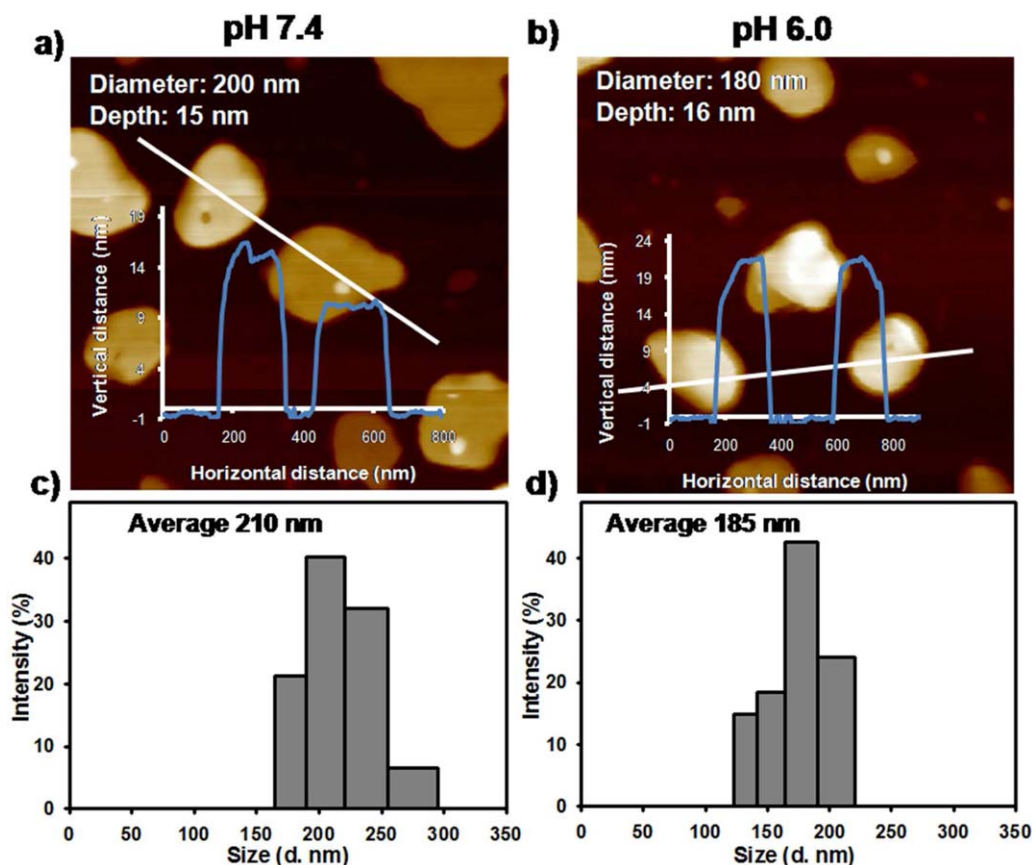 pH 7.4
a)
Diameter: 200 nm
Depth: 15 nm
Vertical distance (nm)
19
14
9
4
-1
0 200 400 600 800
Horizontal distance (nm)
pH 6.0
b)
Diameter: 180 nm
Depth: 16 nm
Vertical distance (nm)
24
19
14
9
4
-1
0 200 400 600 800
Horizontal distance (nm)
c)
Average 210 nm
Intensity (%)
40
30
20
10
0
0 50 100 150 200 250 300 350
Size (d. nm)
d)
Average 185 nm
Intensity (%)
40
30
20
10
0
0 50 100 150 200 250 300 350
Size (d. nm)